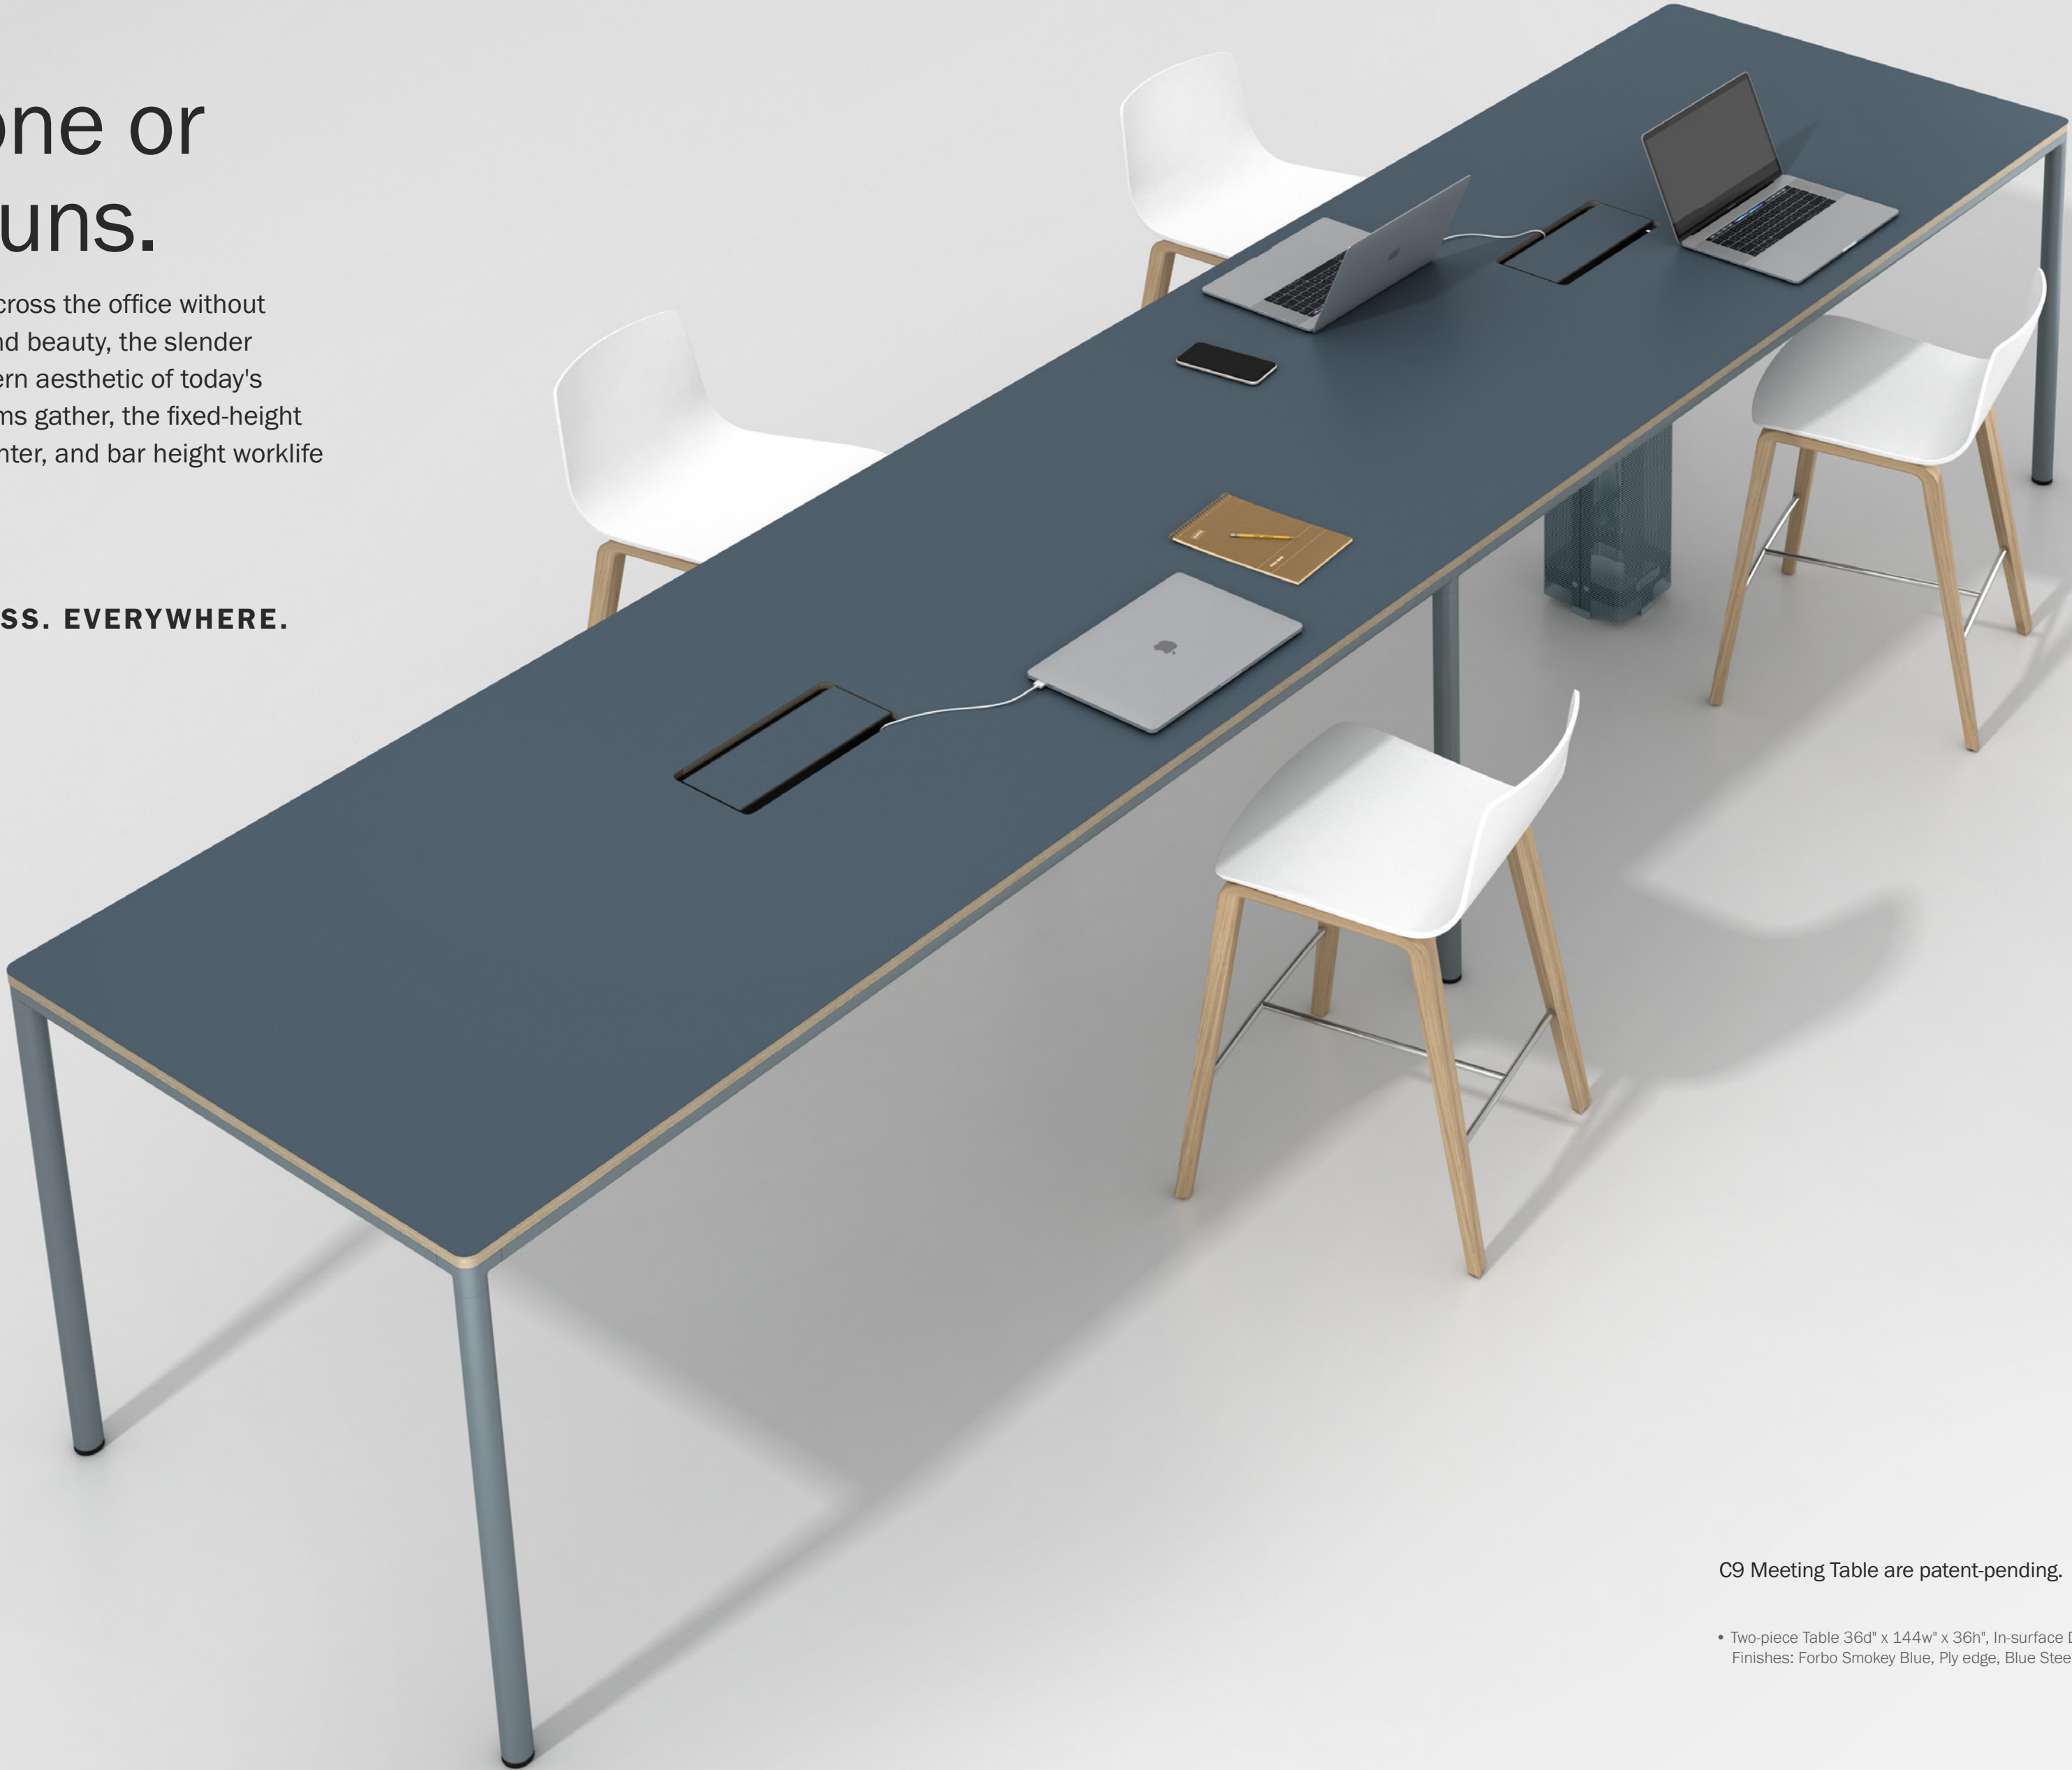 one or
uns.
cross the office without
nd beauty, the slender
ern aesthetic of today's
ms gather, the fixed-height
nter, and bar height worklife
SS. EVERYWHERE.
C9 Meeting Table are patent-pending.
• Two-piece Table 36d" x 144w" x 36h", In-surface D
Finishes: Forbo Smokey Blue, Ply edge, Blue Stee